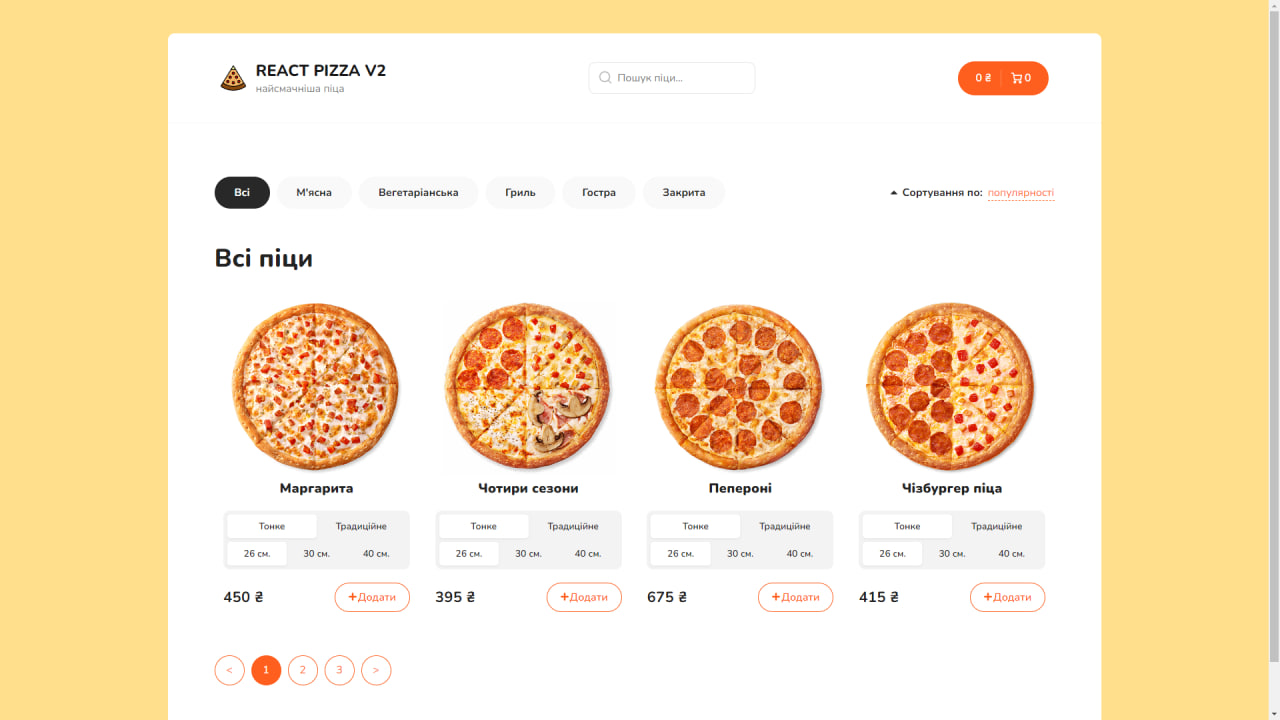 REACT PIZZA V2
найсмачніша піца
Пошук піци...
0 ₴ 0
Всі М'ясна Вегетаріанська Гриль Гостра Закрита Сортування по: популярності
Всі піци
Маргарита Чотири сезони Пепероні Чізбургер піца
Тонке Традиційне Тонке Традиційне Тонке Традиційне Тонке Традиційне
26 см. 30 см. 40 см. 26 см. 30 см. 40 см. 26 см. 30 см. 40 см. 26 см. 30 см. 40 см.
450 ₴ +Додати 395 ₴ +Додати 675 ₴ +Додати 415 ₴ +Додати
< 1 2 3 >